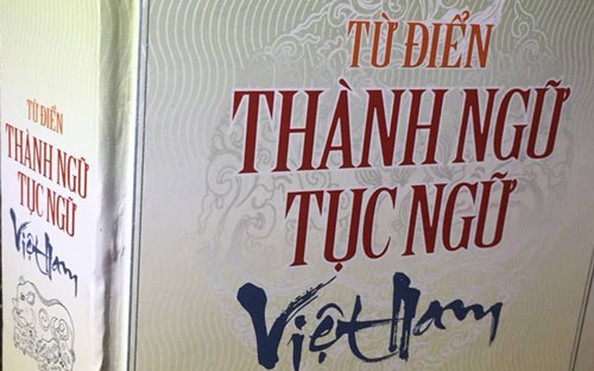 TỪ ĐIỂN
THÀNH NGỮ
TỤC NGỮ
Việt Nam
TỪ ĐIỂN
THÀNH NGỮ
TỤC NGỮ
Việt Nam